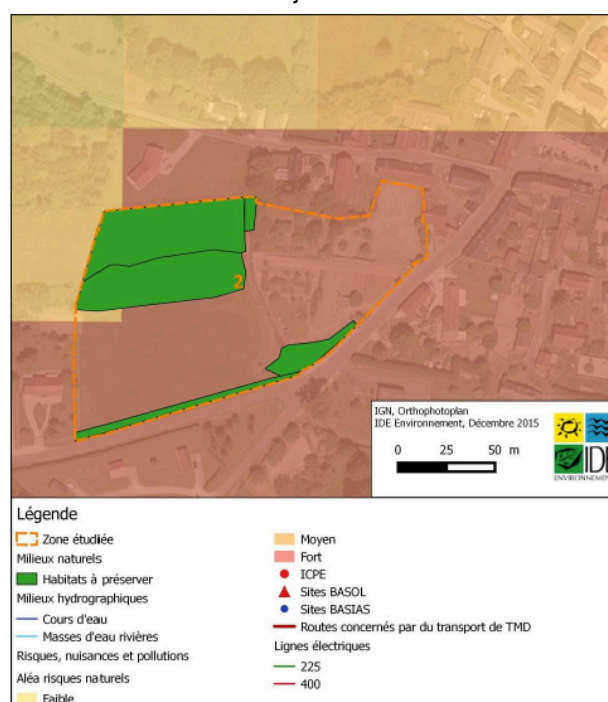 2
IGN, Orthophotoplan
IDE Environnement, Décembre 2015
0 25 50 m
IDE
ENVIRONNEMENT
Légende
Zone étudiée
Milieux naturels
Habitats à préserver
Milieux hydrographiques
Cours d'eau
Masses d'eau rivières
Risques, nuisances et pollutions
Aléa risques naturels
Faible
Moyen
Fort
ICPE
Sites BASOL
Sites BASIAS
Routes concernés par du transport de TMD
Lignes électriques
225
400